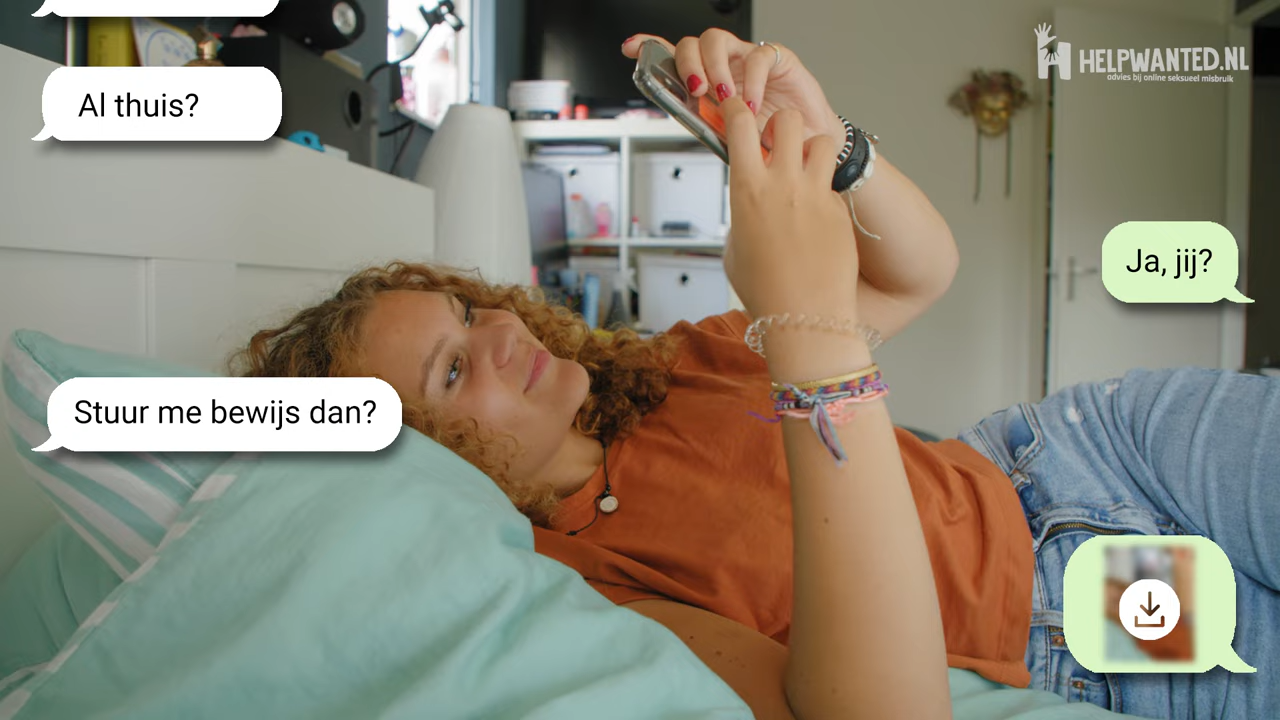 HELPWANTED.NL
advies bij online seksueel misbruik
Al thuis?
Ja, jij?
Stuur me bewijs dan?